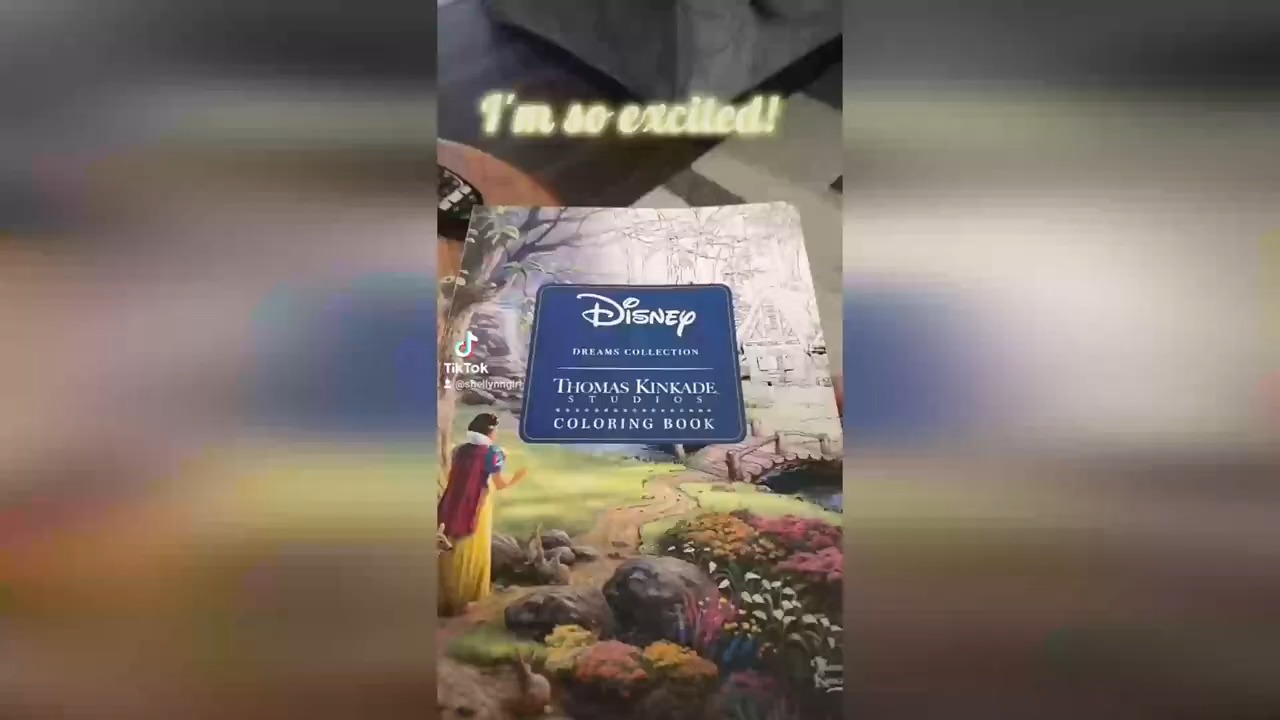 I'm so excited!
Disney
DREAMS COLLECTION
THOMAS KINKADE
STUDIOS
COLORING BOOK
TikTok
@shellynngirl